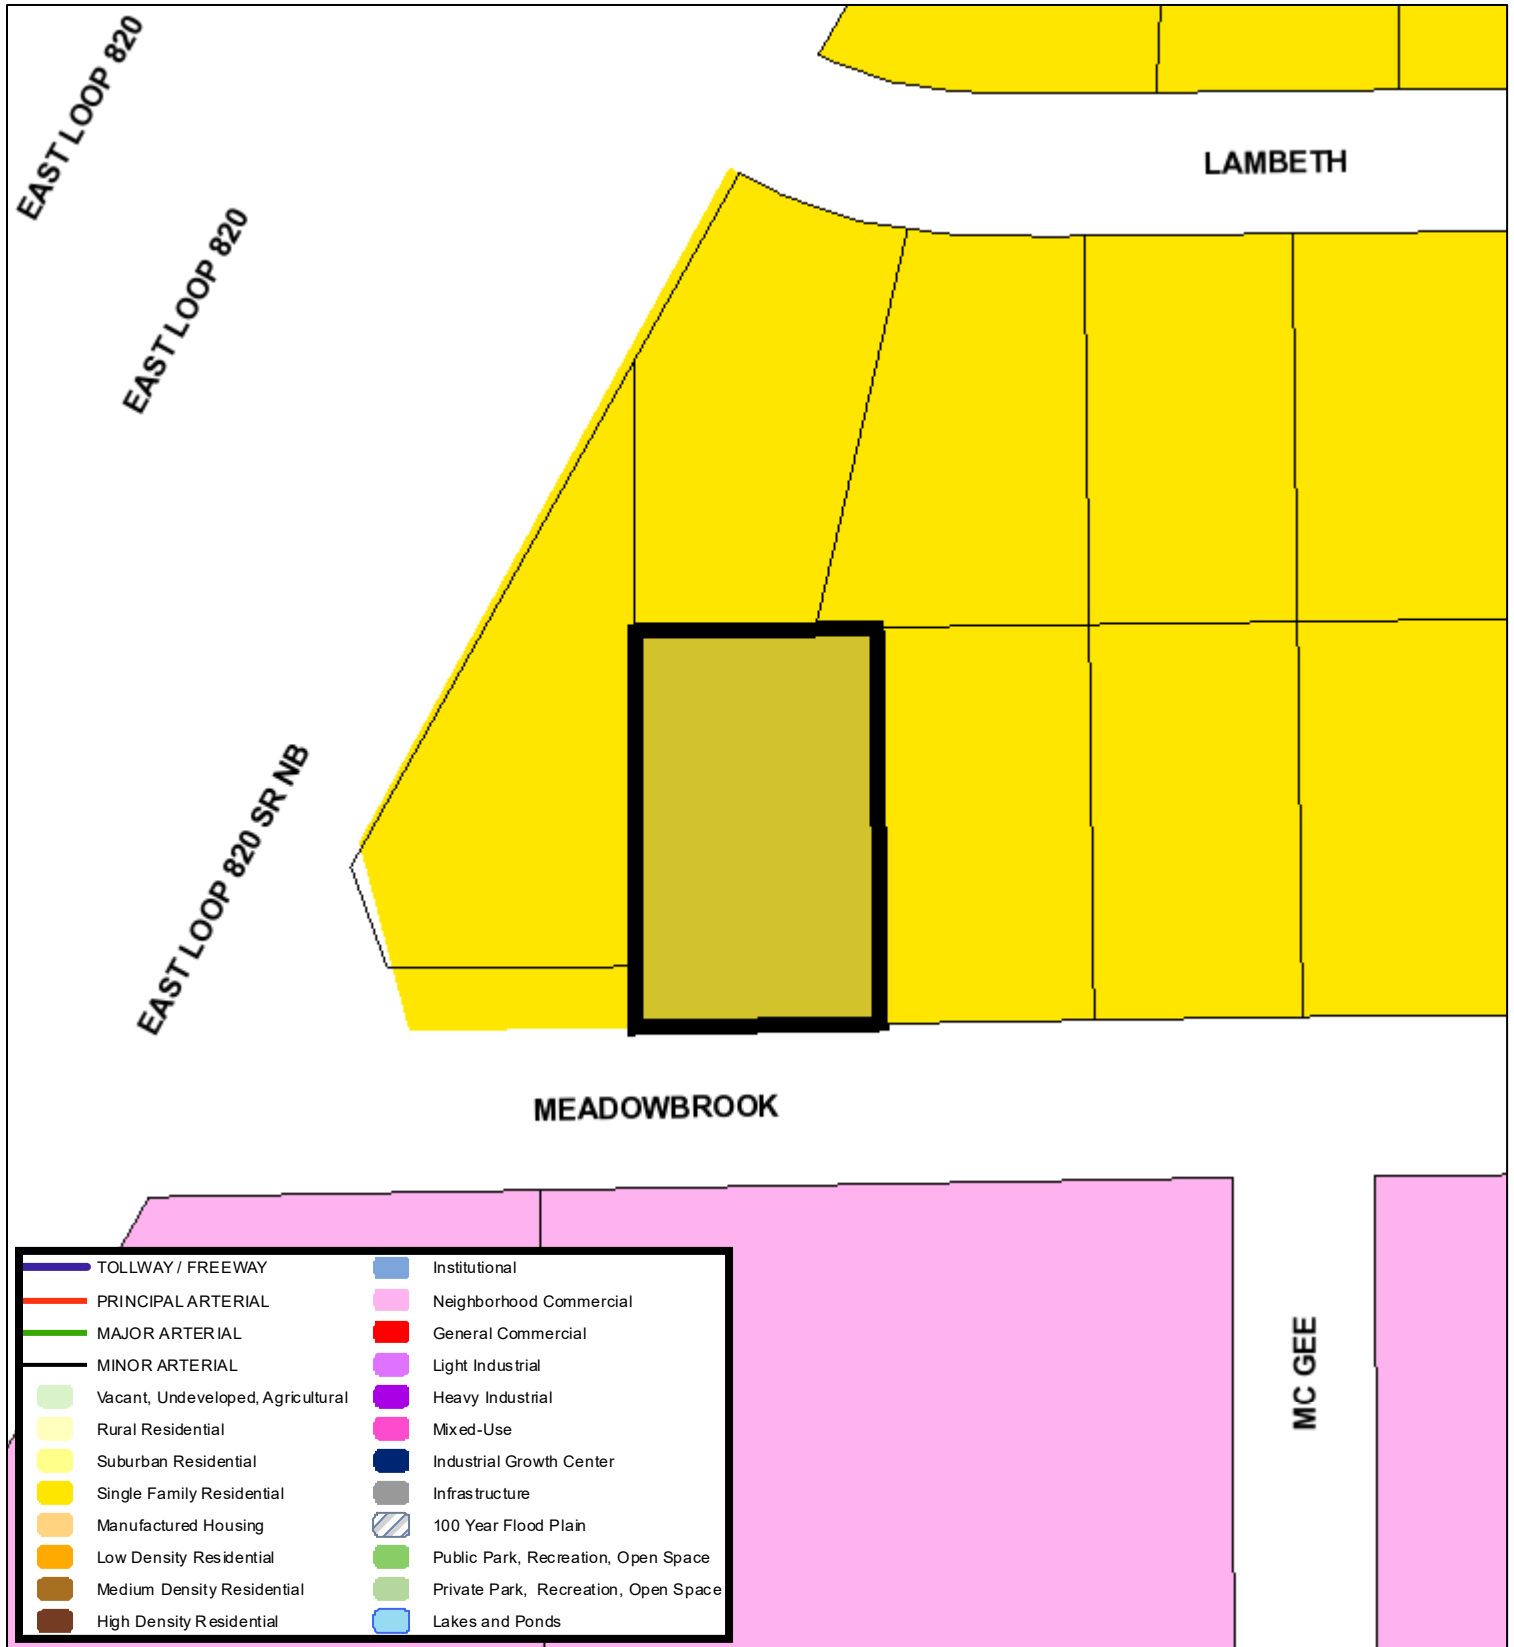 EAST LOOP 820
LAMBETH
EAST LOOP 820
EAST LOOP 820 SR NB
MEADOWBROOK
MC GEE
TOLLWAY / FREEWAY
PRINCIPAL ARTERIAL
MAJOR ARTERIAL
MINOR ARTERIAL
Vacant, Undeveloped, Agricultural
Rural Residential
Suburban Residential
Single Family Residential
Manufactured Housing
Low Density Residential
Medium Density Residential
High Density Residential
Institutional
Neighborhood Commercial
General Commercial
Light Industrial
Heavy Industrial
Mixed-Use
Industrial Growth Center
Infrastructure
100 Year Flood Plain
Public Park, Recreation, Open Space
Private Park, Recreation, Open Space
Lakes and Ponds